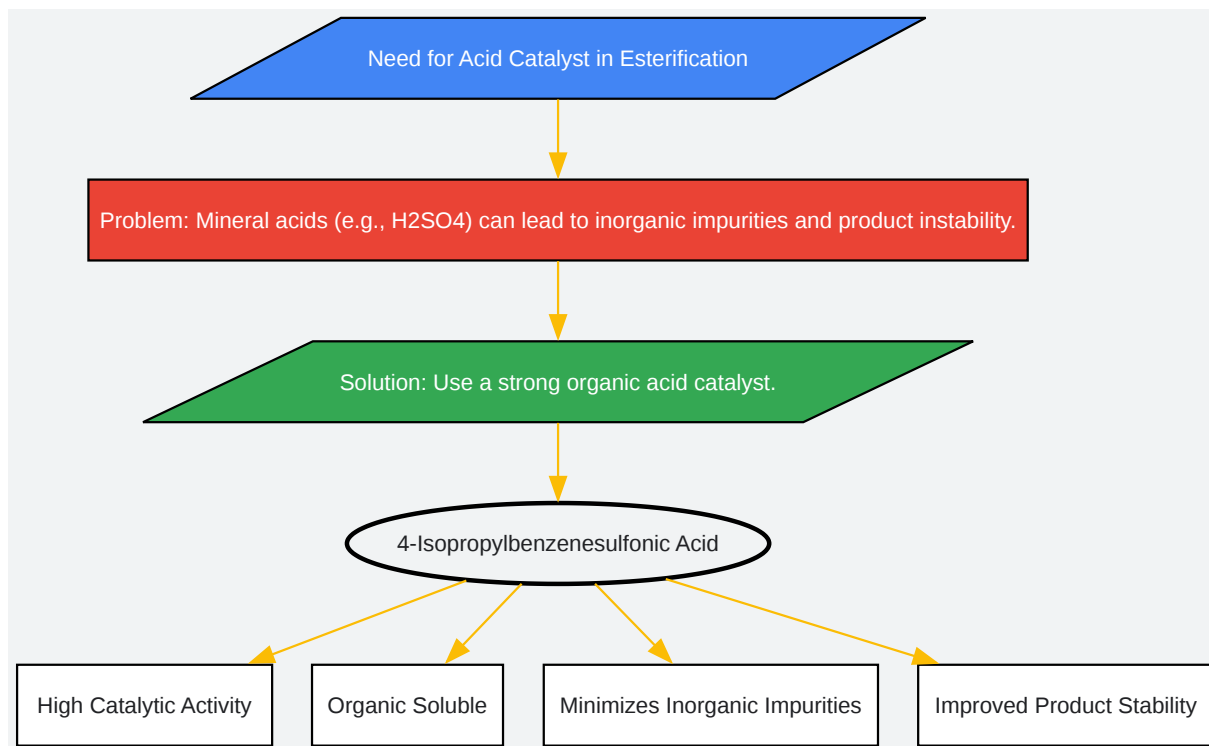 Need for Acid Catalyst in Esterification
Problem: Mineral acids (e.g., H2SO4) can lead to inorganic impurities and product instability.
Solution: Use a strong organic acid catalyst.
4-Isopropylbenzenesulfonic Acid
High Catalytic Activity
Organic Soluble
Minimizes Inorganic Impurities
Improved Product Stability